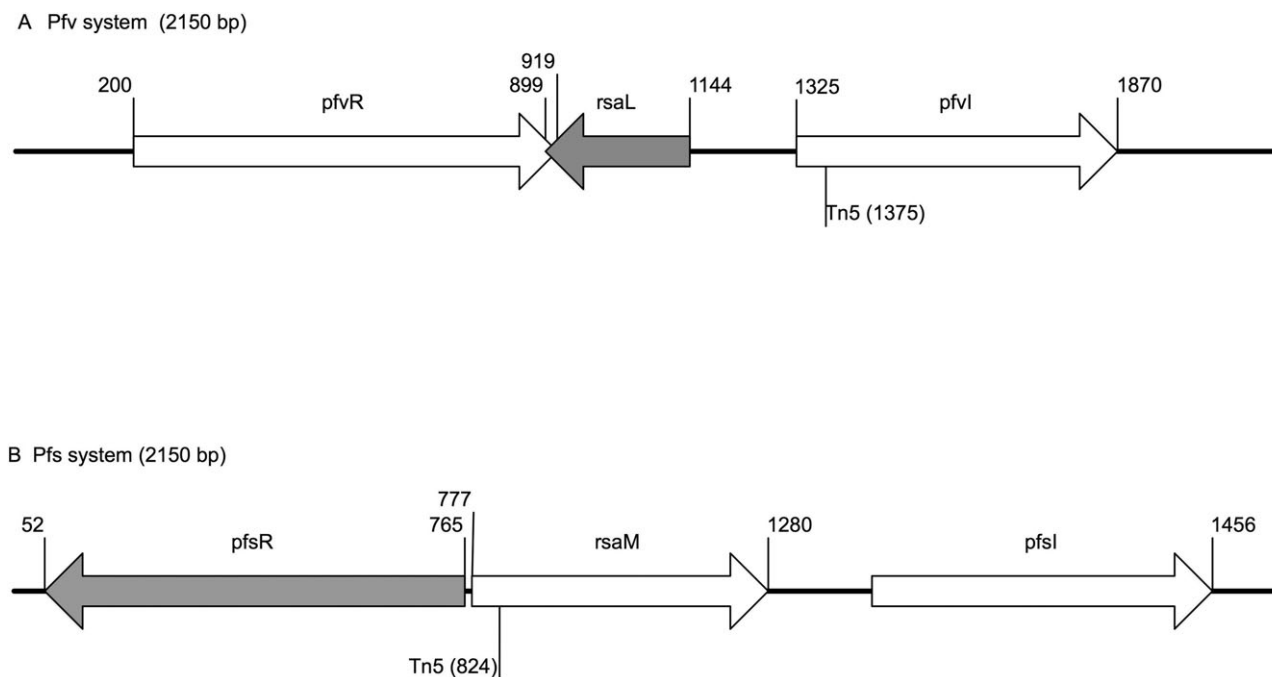 A Pfv system (2150 bp)
919
200 pfvR 899 rsaL 1144 1325 pfvI 1870
Tn5 (1375)
B Pfs system (2150 bp)
777
52 pfsR 765 rsaM 1280 pfsI 1456
Tn5 (824)